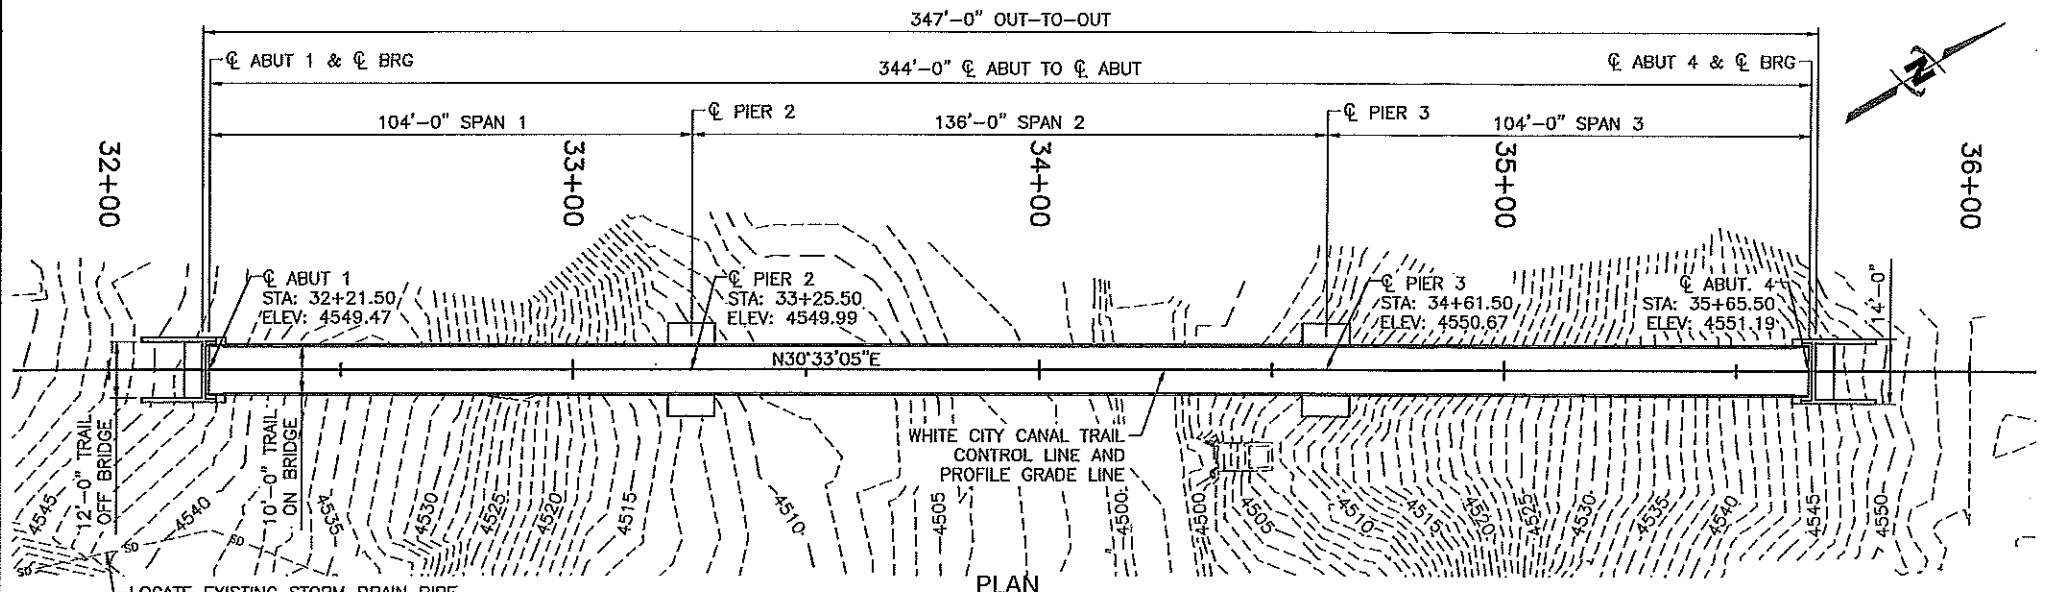 347'-0" OUT-TO-OUT
℄ ABUT 1 & ℄ BRG
344'-0" ℄ ABUT TO ℄ ABUT
℄ ABUT 4 & ℄ BRG
N
104'-0" SPAN 1
℄ PIER 2
136'-0" SPAN 2
℄ PIER 3
104'-0" SPAN 3
32+00
33+00
34+00
35+00
36+00
℄ ABUT 1
STA: 32+21.50
ELEV: 4549.47
℄ PIER 2
STA: 33+25.50
ELEV: 4549.99
℄ PIER 3
STA: 34+61.50
ELEV: 4550.67
℄ ABUT. 4
STA: 35+65.50
ELEV: 4551.19
14'-0"
N30°33'05"E
12'-0" TRAIL
OFF BRIDGE
10'-0" TRAIL
ON BRIDGE
WHITE CITY CANAL TRAIL
CONTROL LINE AND
PROFILE GRADE LINE
4545
4540
4535
4530
4525
4520
4515
4510
4505
4500
4500
4505
4510
4515
4520
4525
4530
4535
4540
4545
4550
SD
SD
SD
PLAN
LOCATE EXISTING STORM DRAIN PIPE